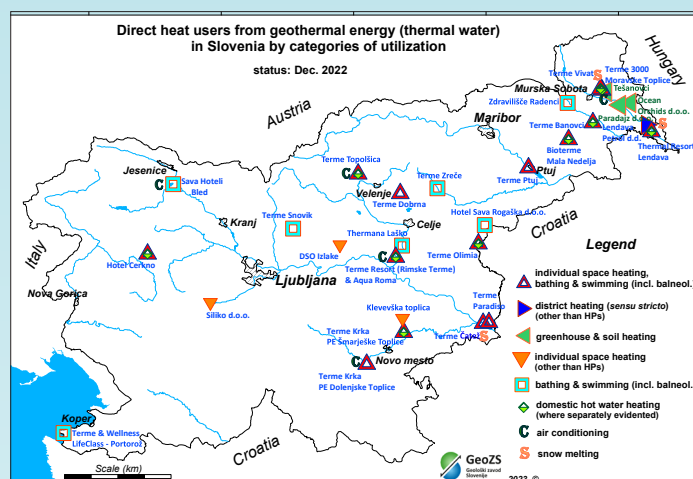 Direct heat users from geothermal energy (thermal water)
in Slovenia by categories of utilization
status: Dec. 2022
Hungary
Austria
Terme Vivat
Terme 3000
Moravske Toplice
Murska Sobota
Tešanovci
Zdravilišče Radenci
Ocean
Orchids d.o.o.
Paradajz d.o.o.
Maribor
Terme Banovci
Lendava
Petrol d.d.
Thermal Resort
Lendava
Bioterme
Mala Nedelja
Terme Topolšica
Jesenice
Sava Hoteli
Bled
Terme Zreče
Ptuj
Terme Ptuj
Velenje
Terme Dobrna
Kranj
Terme Snovik
Celje
Hotel Sava Rogaška d.o.o.
Croatia
Thermana Laško
Italy
DSO Izlake
Terme Olimia
Hotel Cerkno
Terme Resort (Rimske Terme)
& Aqua Roma
Ljubljana
Nova Gorica
Siliko d.o.o.
Klevevška toplica
Terme
Paradiso
Terme Krka
PE Šmarješke Toplice
Terme Čatež
Novo mesto
Terme Krka
PE Dolenjske Toplice
Koper
Terme & Wellness
LifeClass - Portorož
Croatia
Scale (km)
Legend
individual space heating,
bathing & swimming (incl. balneol.)
district heating (sensu stricto)
(other than HPs)
greenhouse & soil heating
individual space heating
(other than HPs)
bathing & swimming (incl. balneol.)
domestic hot water heating
(where separately evidented)
C air conditioning
S snow melting
GeoZS
Geološki zavod
Slovenije
2023 ©